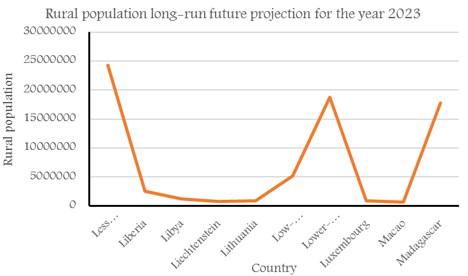 Rural population long-run future projection for the year 2023
30000000
25000000
20000000
15000000
10000000
5000000
0
Rural population
Less…
Liberia
Libya
Liechtenstein
Lithuania
Low-…
Lower-…
Luxembourg
Macao
Madagascar
Country